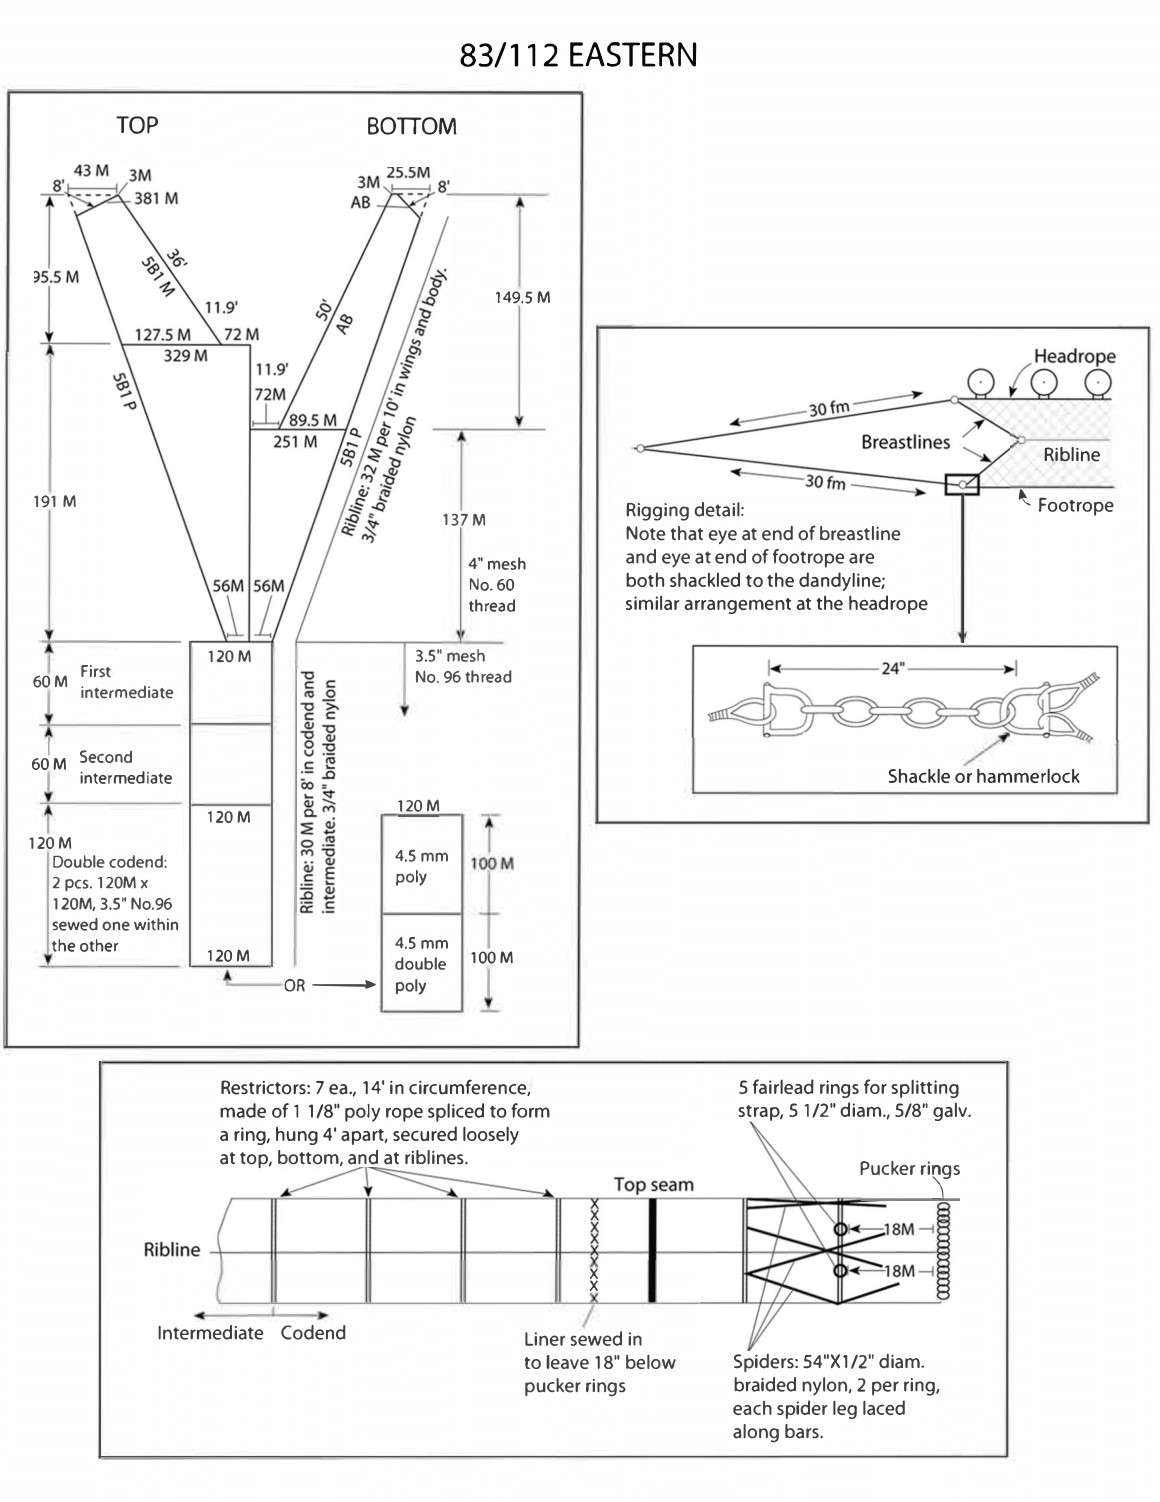 83/112 EASTERN
TOP
BOTTOM
43 M
3M
8'
381 M
95.5 M
36'
5B1 M
11.9'
127.5 M
72 M
329 M
5B1 P
191 M
56M
56M
25.5M
3M
8'
AB
50'
AB
149.5 M
11.9'
72M
89.5 M
251 M
5B1 P
Ribline: 32 M per 10' in wings and body.
3/4" braided nylon
137 M
4" mesh
No. 60
thread
120 M
3.5" mesh
No. 96 thread
60 M
First
intermediate
60 M
Second
intermediate
120 M
120 M
Double codend:
2 pcs. 120M x
120M, 3.5" No.96
sewed one within
the other
120 M
Ribline: 30 M per 8' in codend and
intermediate. 3/4" braided nylon
OR
120 M
4.5 mm
poly
100 M
4.5 mm
double
poly
100 M
Headrope
30 fm
Breastlines
Ribline
30 fm
Footrope
Rigging detail:
Note that eye at end of breastline
and eye at end of footrope are
both shackled to the dandyline;
similar arrangement at the headrope
24"
Shackle or hammerlock
Restrictors: 7 ea., 14' in circumference,
made of 1 1/8" poly rope spliced to form
a ring, hung 4' apart, secured loosely
at top, bottom, and at riblines.
5 fairlead rings for splitting
strap, 5 1/2" diam., 5/8" galv.
Pucker rings
Top seam
18M
Ribline
18M
Intermediate
Codend
Liner sewed in
to leave 18" below
pucker rings
Spiders: 54"X1/2" diam.
braided nylon, 2 per ring,
each spider leg laced
along bars.